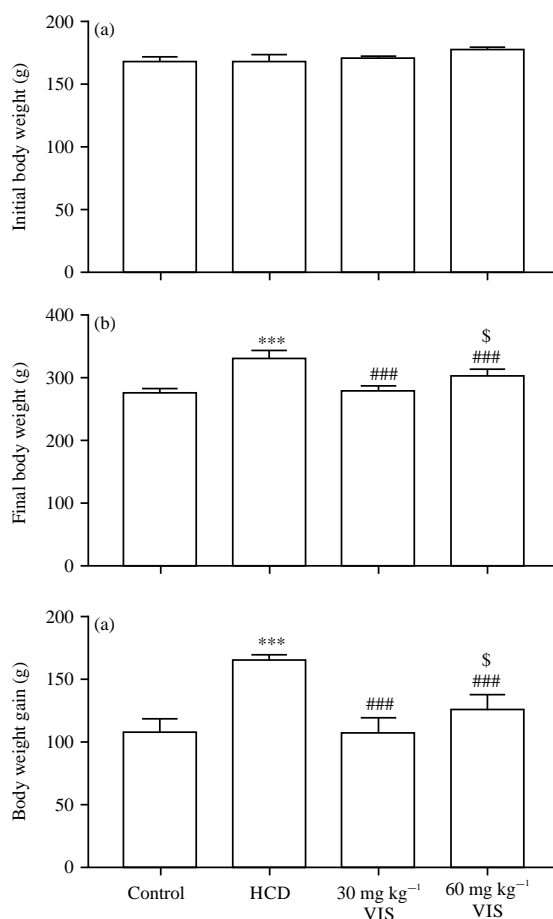 (a)
Initial body weight (g)
200
150
100
50
0
(b)
Final body weight (g)
400
300
200
100
0
***
###
$
###
(a)
Body weight gain (g)
200
150
100
50
0
***
###
$
###
Control
HCD
30 mg kg⁻¹
VIS
60 mg kg⁻¹
VIS